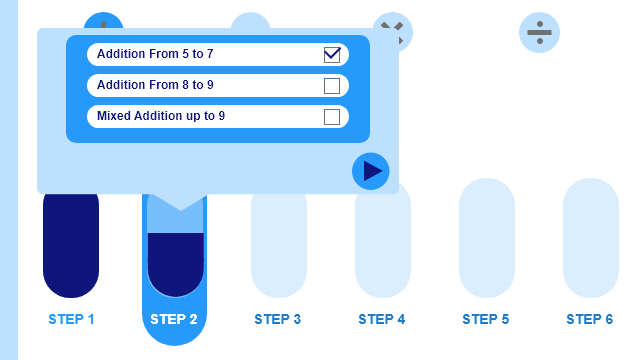 Addition From 5 to 7
Addition From 8 to 9
Mixed Addition up to 9
STEP 1 STEP 2 STEP 3 STEP 4 STEP 5 STEP 6